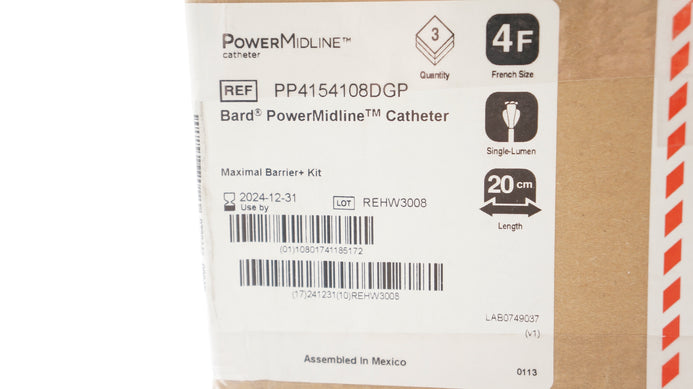 POWERMIDLINE™
catheter
3
Quantity
4F
French Size
REF PP4154108DGP
Bard® PowerMidline™ Catheter
Single-Lumen
Maximal Barrier+ Kit
20 cm
Length
2024-12-31
Use by
LOT REHW3008
(01)10801741185172
(17)241231(10)REHW3008
LAB0749037
(v1)
Assembled in Mexico
0113